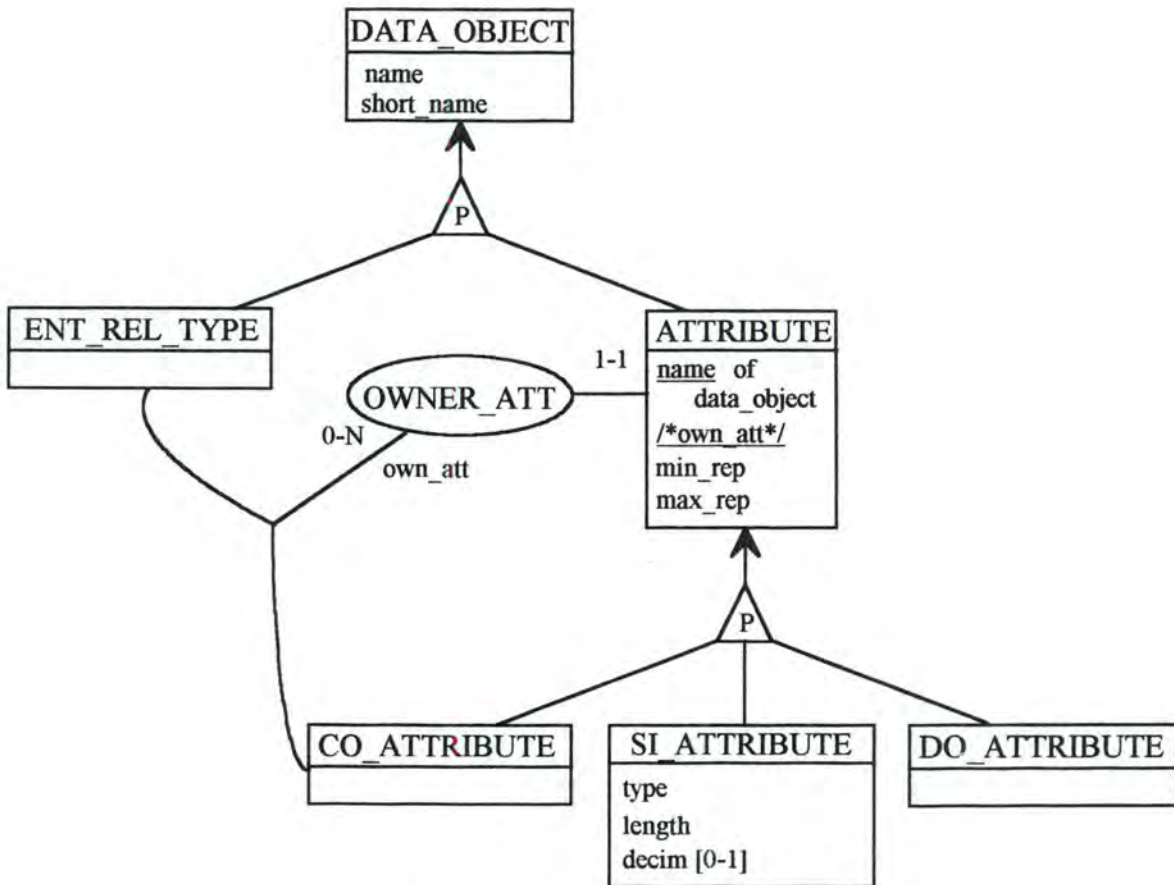 DATA_OBJECT
name
short_name
P
ENT_REL_TYPE
ATTRIBUTE
name of
data_object
/*own_att*/
min_rep
max_rep
1-1
OWNER_ATT
0-N
own_att
P
CO_ATTRIBUTE
SI_ATTRIBUTE
type
length
decim [0-1]
DO_ATTRIBUTE